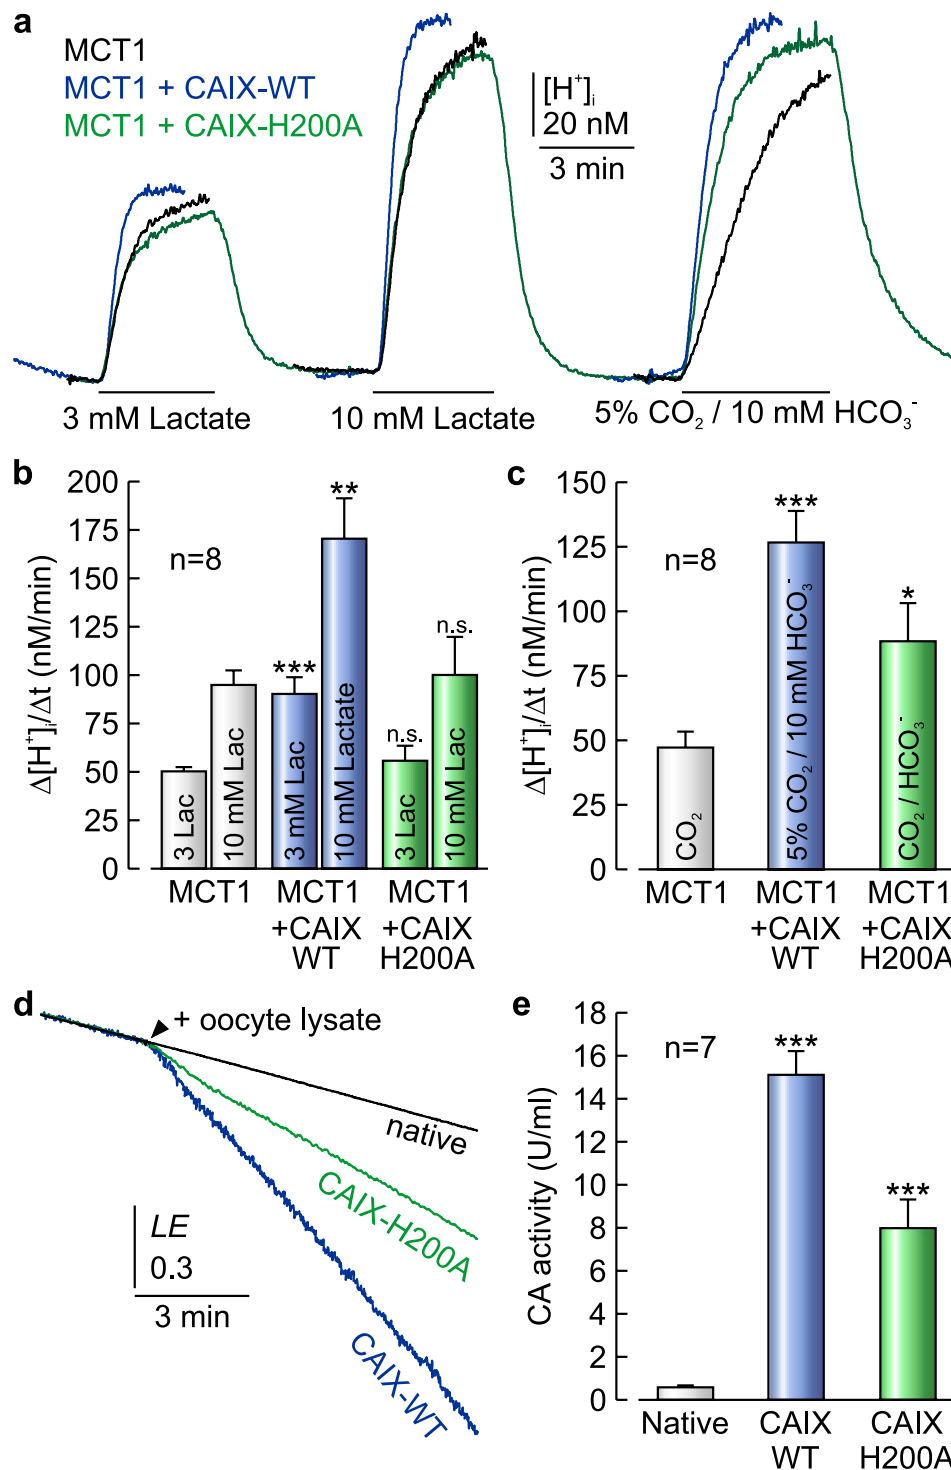 a
MCT1
MCT1 + CAIX-WT
MCT1 + CAIX-H200A
[H⁺]ᵢ
20 nM
3 min
3 mM Lactate
10 mM Lactate
5% CO₂ / 10 mM HCO₃⁻
b
Δ[H⁺]ᵢ/Δt (nM/min)
200
175
150
125
100
75
50
25
0
n=8
***
**
n.s.
n.s.
3 Lac
10 mM Lac
3 mM Lac
10 mM Lactate
3 Lac
10 mM Lac
MCT1
MCT1
+CAIX
WT
MCT1
+CAIX
H200A
c
Δ[H⁺]ᵢ/Δt (nM/min)
150
125
100
75
50
25
0
n=8
***
*
CO₂
5% CO₂ / 10 mM HCO₃⁻
CO₂ / HCO₃⁻
MCT1
MCT1
+CAIX
WT
MCT1
+CAIX
H200A
d
+ oocyte lysate
native
CAIX-H200A
CAIX-WT
LE
0.3
3 min
e
CA activity (U/ml)
18
16
14
12
10
8
6
4
2
0
n=7
***
***
Native
CAIX
WT
CAIX
H200A